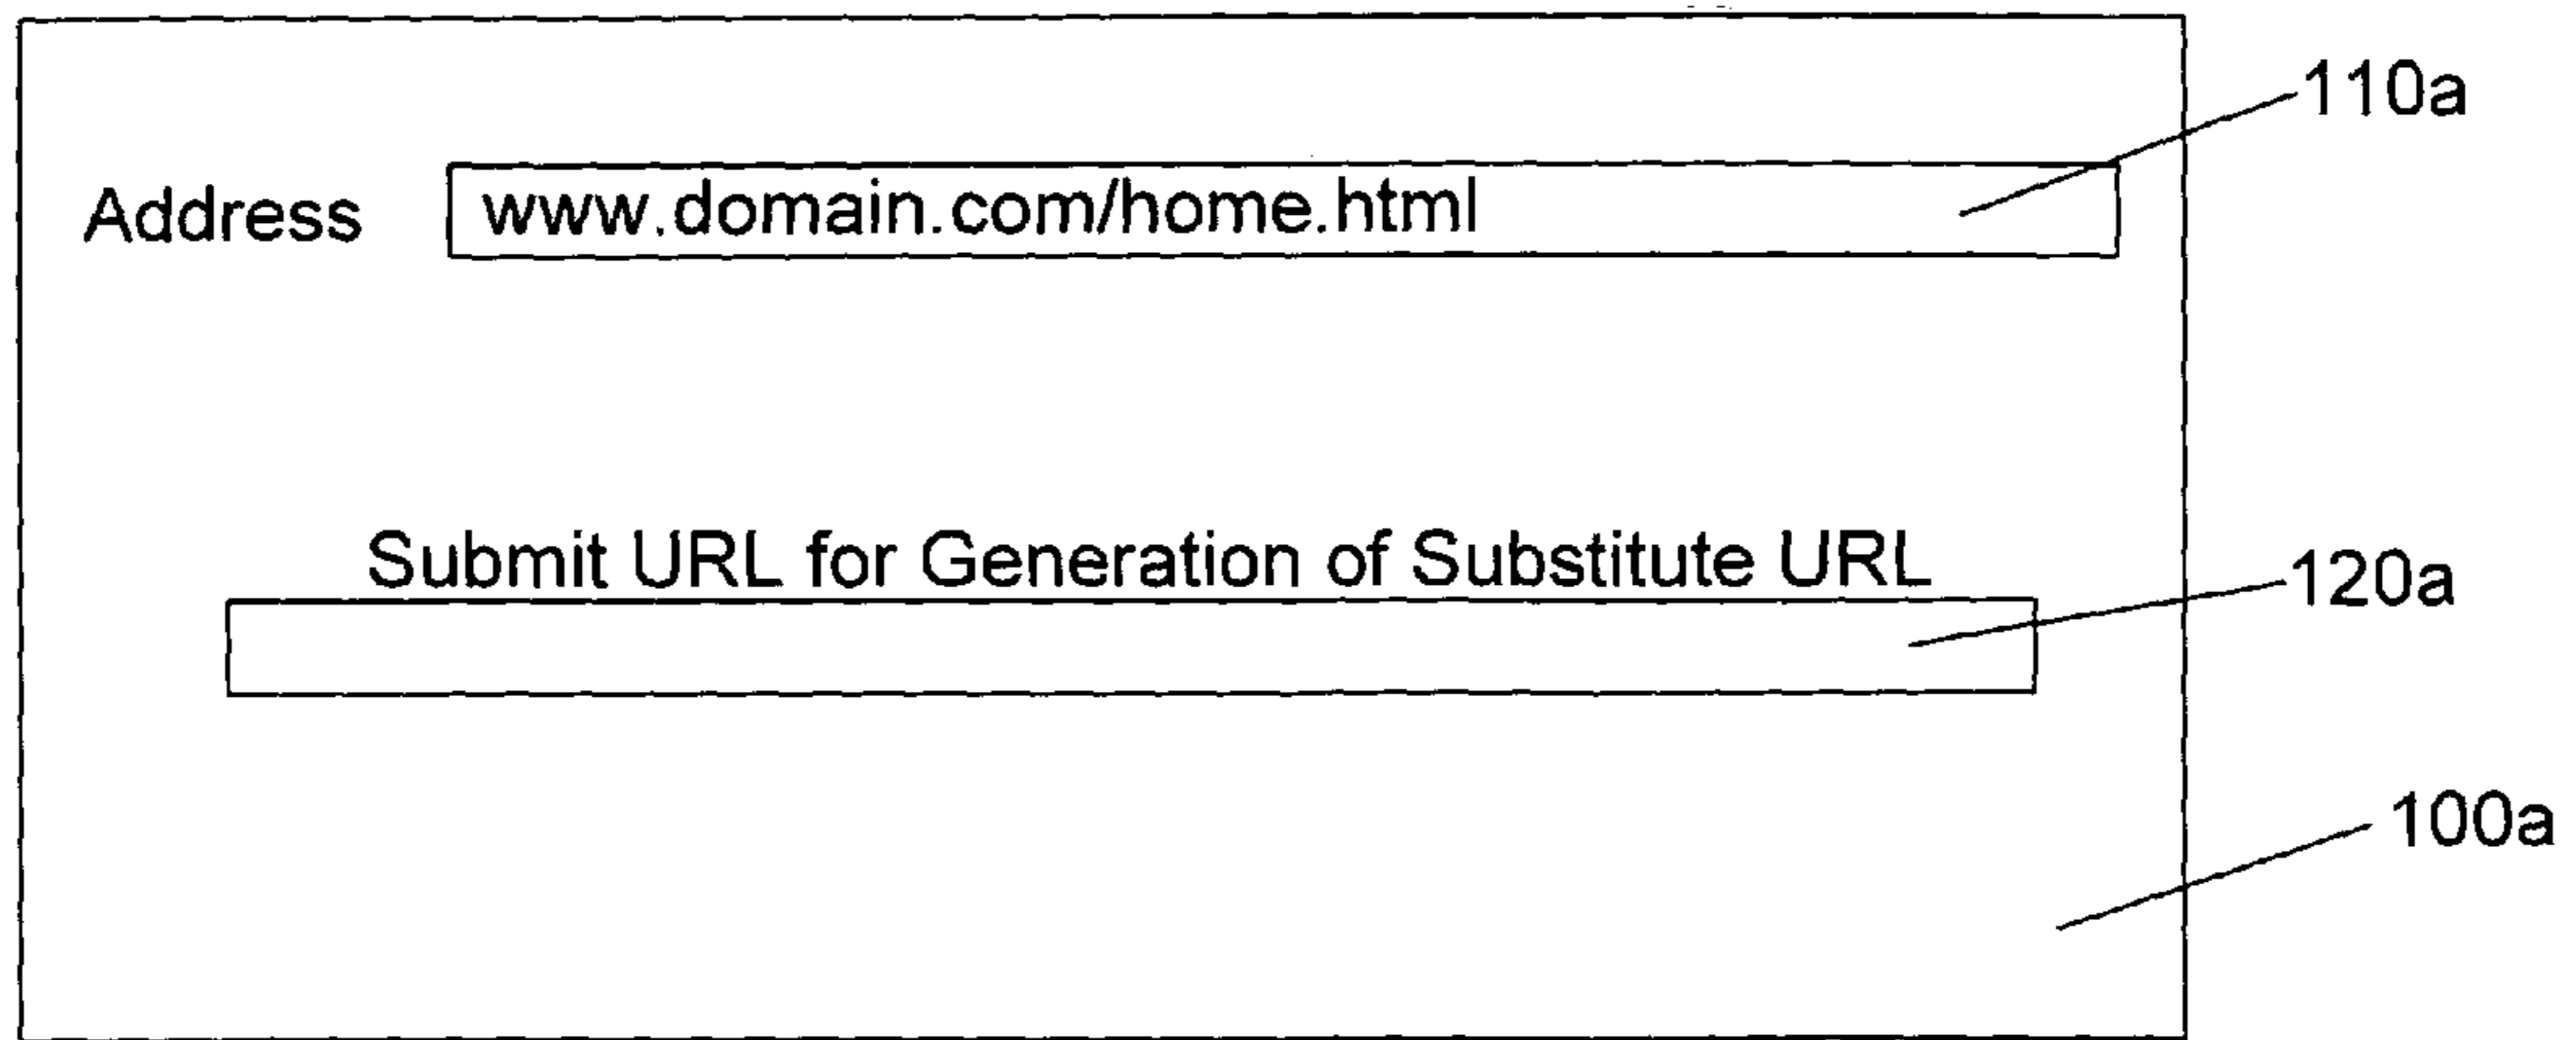 110a
Address www.domain.com/home.html
Submit URL for Generation of Substitute URL
120a
100a